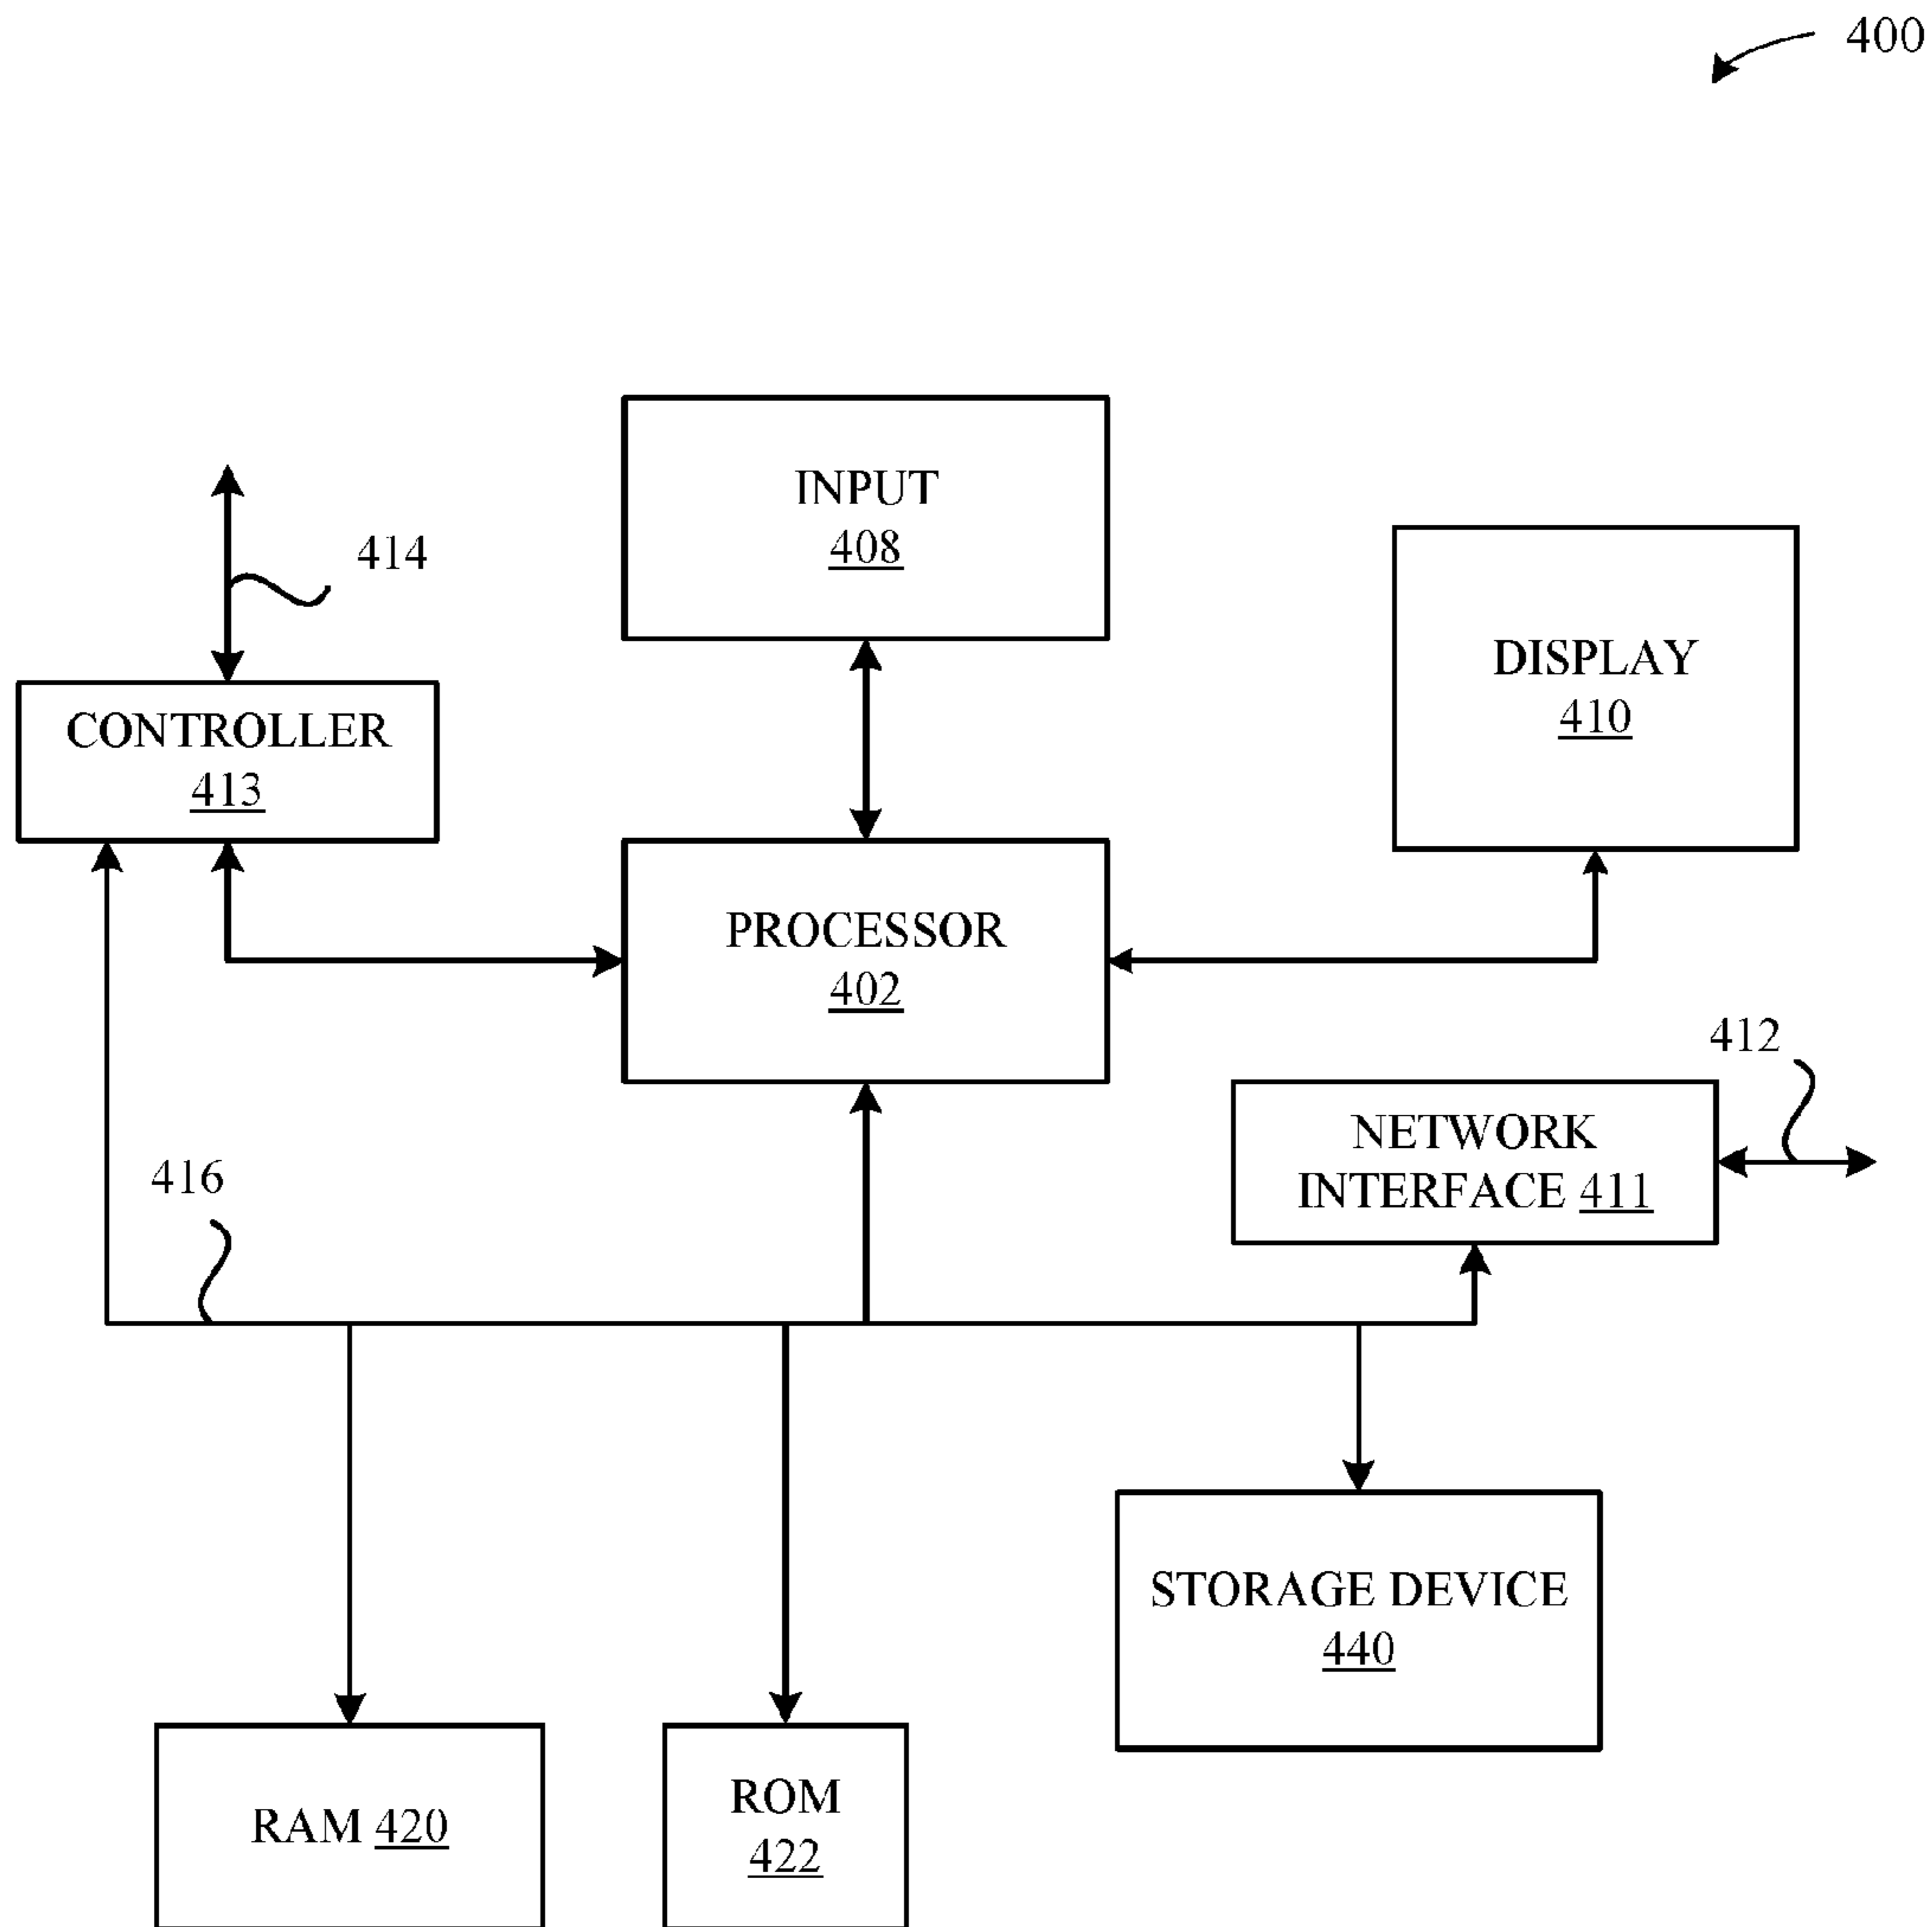 400
INPUT
408
414
DISPLAY
410
CONTROLLER
413
PROCESSOR
402
412
NETWORK
INTERFACE 411
416
STORAGE DEVICE
440
RAM 420
ROM
422